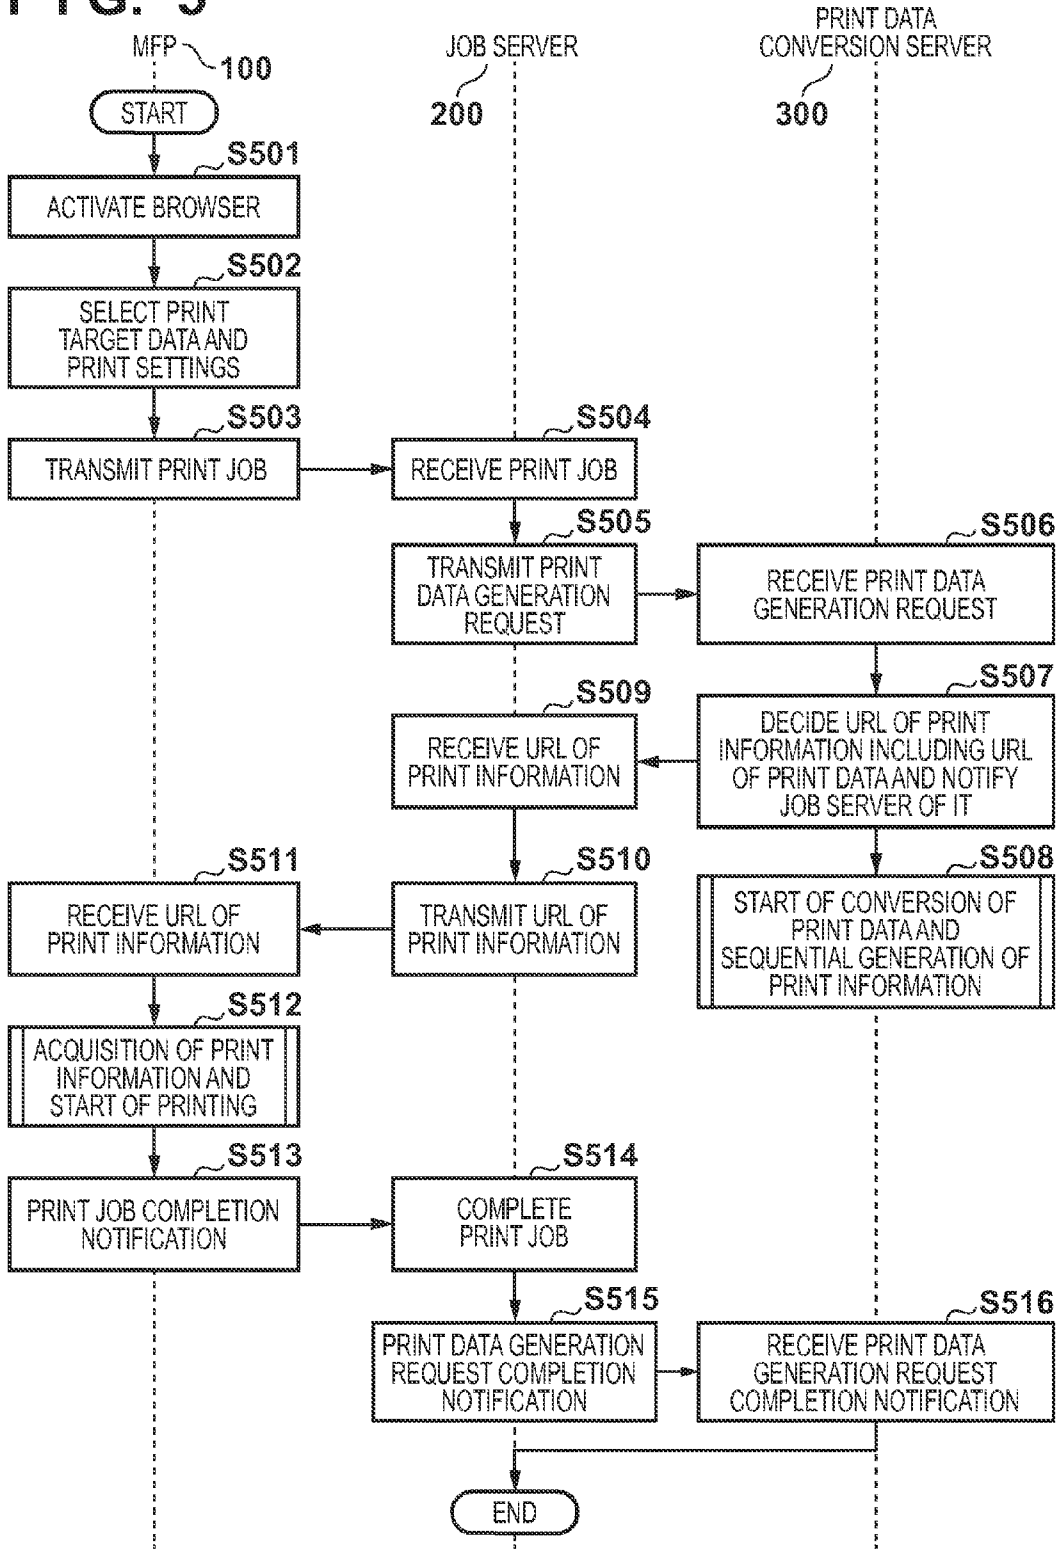 FIG. 5
MFP
100
JOB SERVER
200
PRINT DATA
CONVERSION SERVER
300
START
S501
ACTIVATE BROWSER
S502
SELECT PRINT
TARGET DATA AND
PRINT SETTINGS
S503
TRANSMIT PRINT JOB
S504
RECEIVE PRINT JOB
S505
TRANSMIT PRINT
DATA GENERATION
REQUEST
S506
RECEIVE PRINT DATA
GENERATION REQUEST
S507
DECIDE URL OF PRINT
INFORMATION INCLUDING URL
OF PRINT DATA AND NOTIFY
JOB SERVER OF IT
S509
RECEIVE URL OF
PRINT INFORMATION
S508
START OF CONVERSION OF
PRINT DATA AND
SEQUENTIAL GENERATION OF
PRINT INFORMATION
S510
TRANSMIT URL OF
PRINT INFORMATION
S511
RECEIVE URL OF
PRINT INFORMATION
S512
ACQUISITION OF PRINT
INFORMATION AND
START OF PRINTING
S513
PRINT JOB COMPLETION
NOTIFICATION
S514
COMPLETE
PRINT JOB
S515
PRINT DATA GENERATION
REQUEST COMPLETION
NOTIFICATION
S516
RECEIVE PRINT DATA
GENERATION REQUEST
COMPLETION NOTIFICATION
END